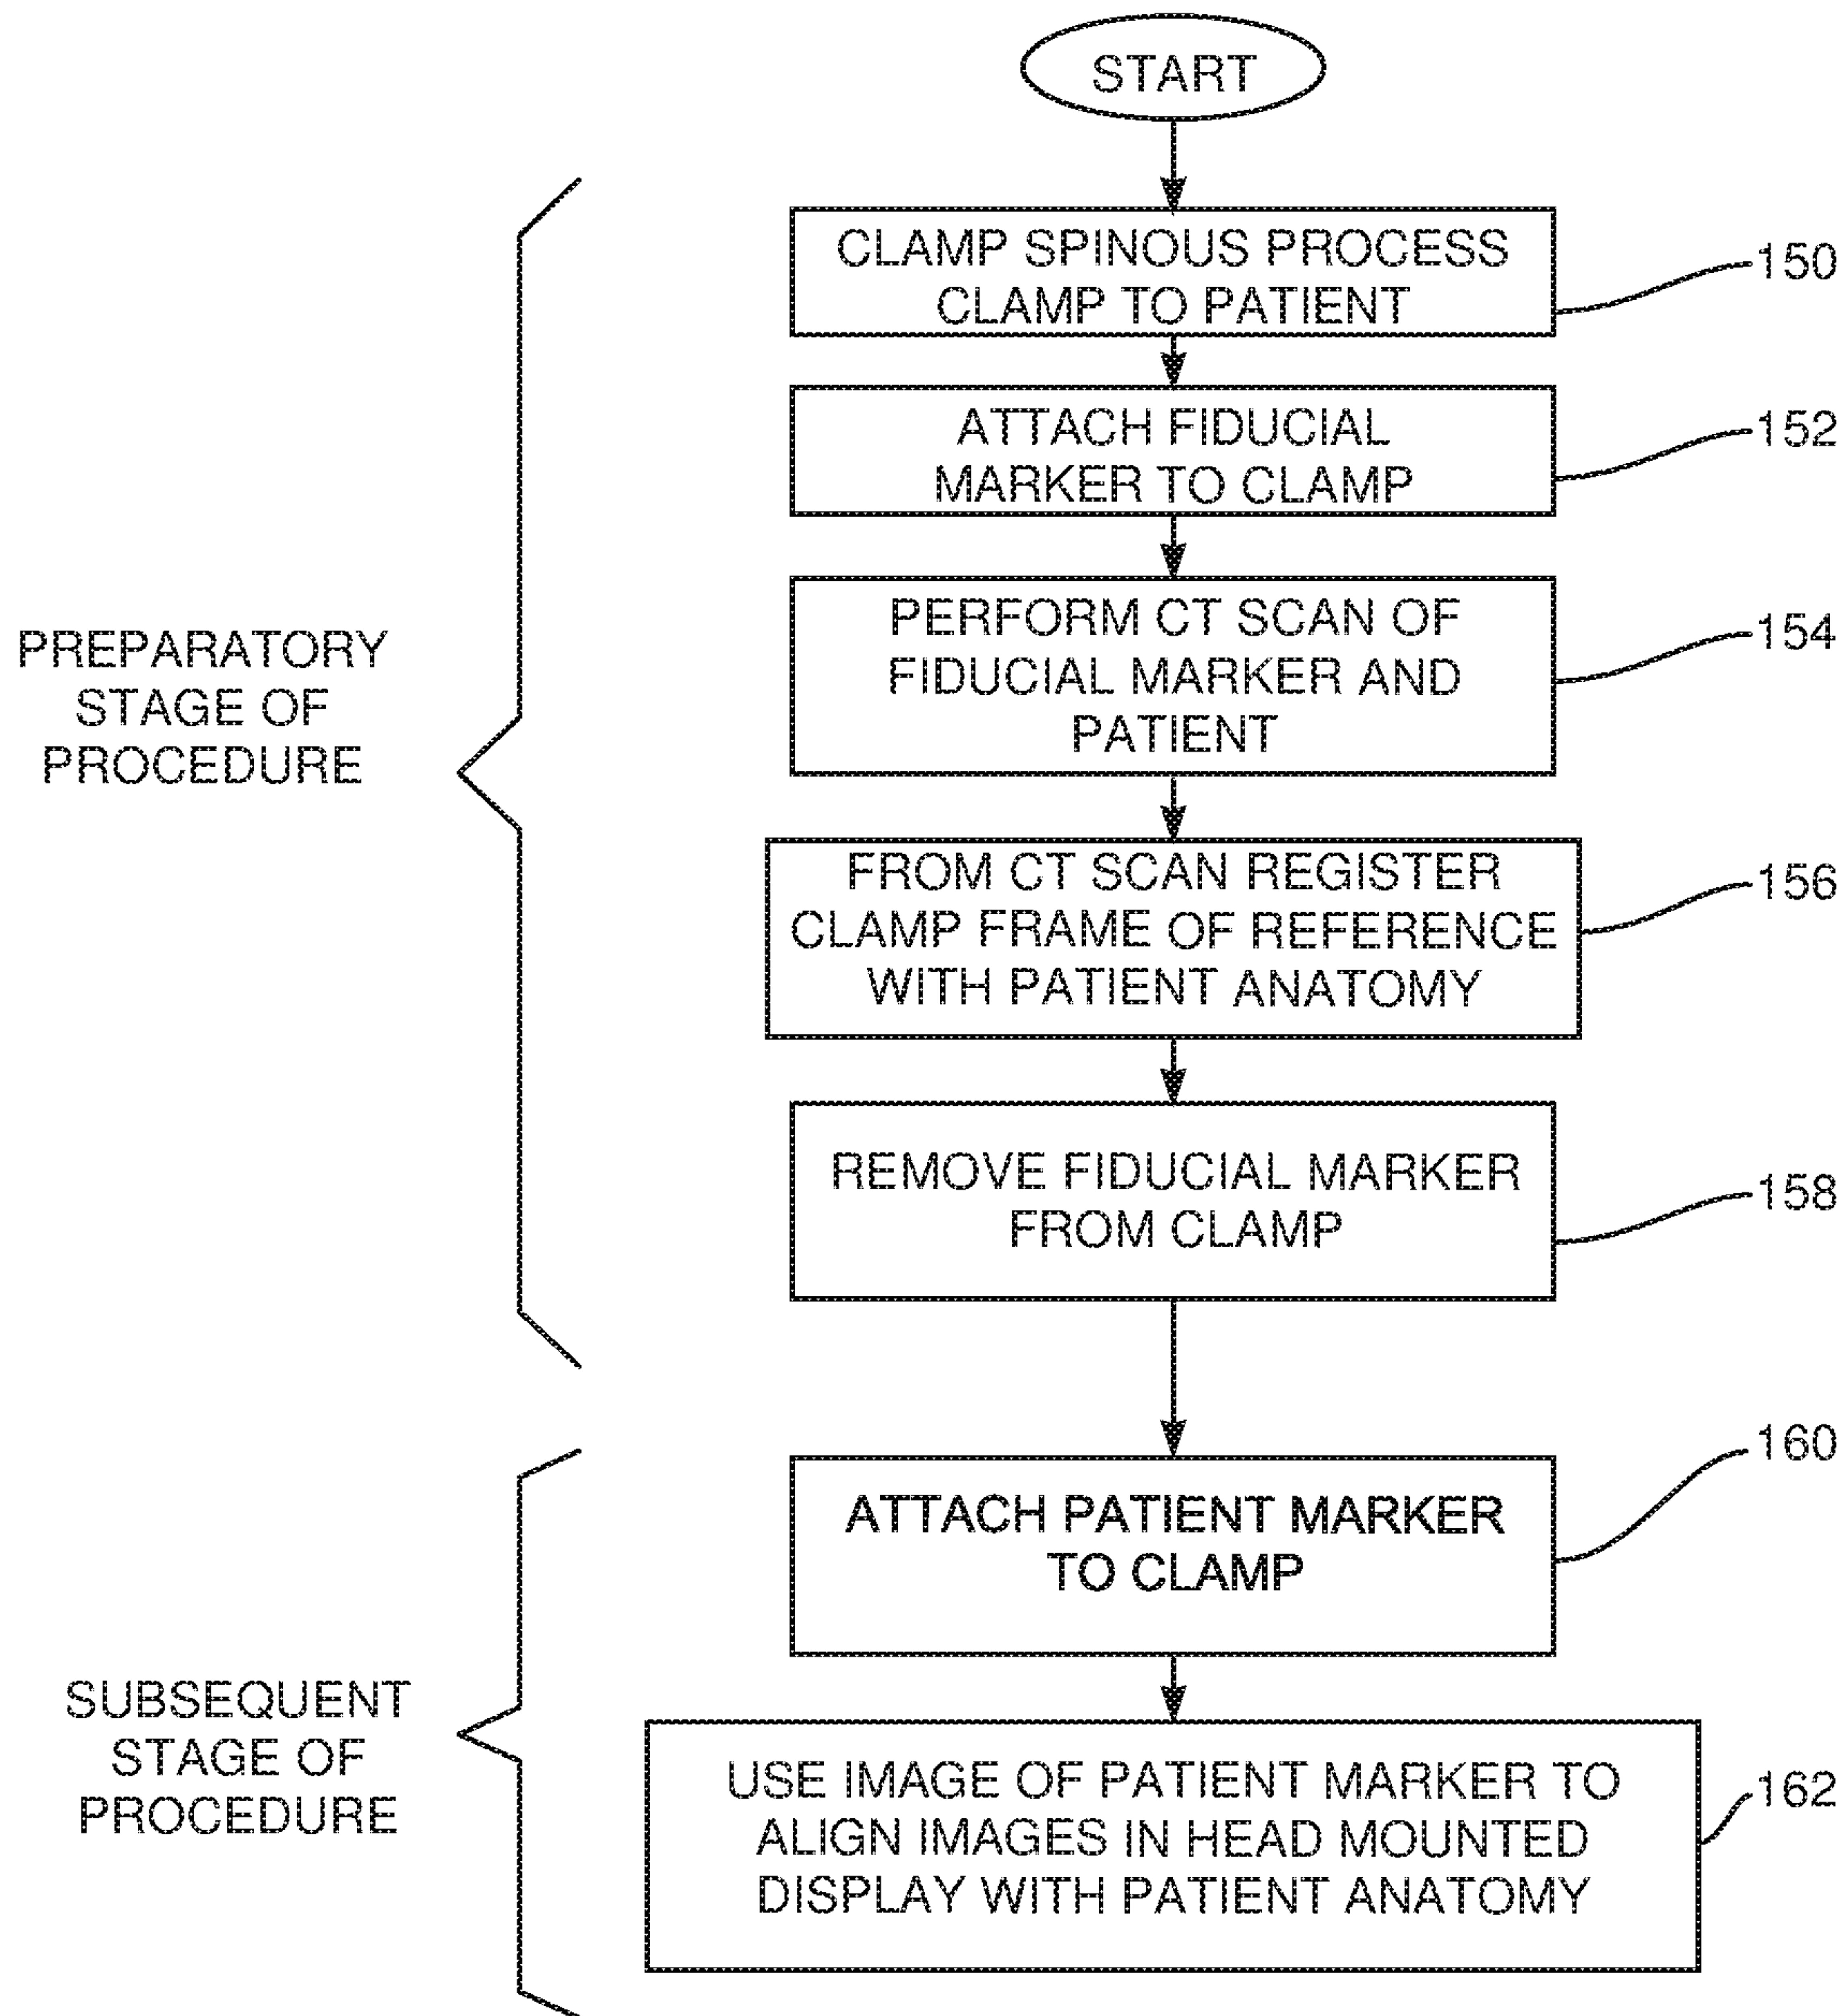 START
CLAMP SPINOUS PROCESS
CLAMP TO PATIENT
150
ATTACH FIDUCIAL
MARKER TO CLAMP
152
PERFORM CT SCAN OF
FIDUCIAL MARKER AND
PATIENT
154
PREPARATORY
STAGE OF
PROCEDURE
FROM CT SCAN REGISTER
CLAMP FRAME OF REFERENCE
WITH PATIENT ANATOMY
156
REMOVE FIDUCIAL MARKER
FROM CLAMP
158
ATTACH PATIENT MARKER
TO CLAMP
160
SUBSEQUENT
STAGE OF
PROCEDURE
USE IMAGE OF PATIENT MARKER TO
ALIGN IMAGES IN HEAD MOUNTED
DISPLAY WITH PATIENT ANATOMY
162